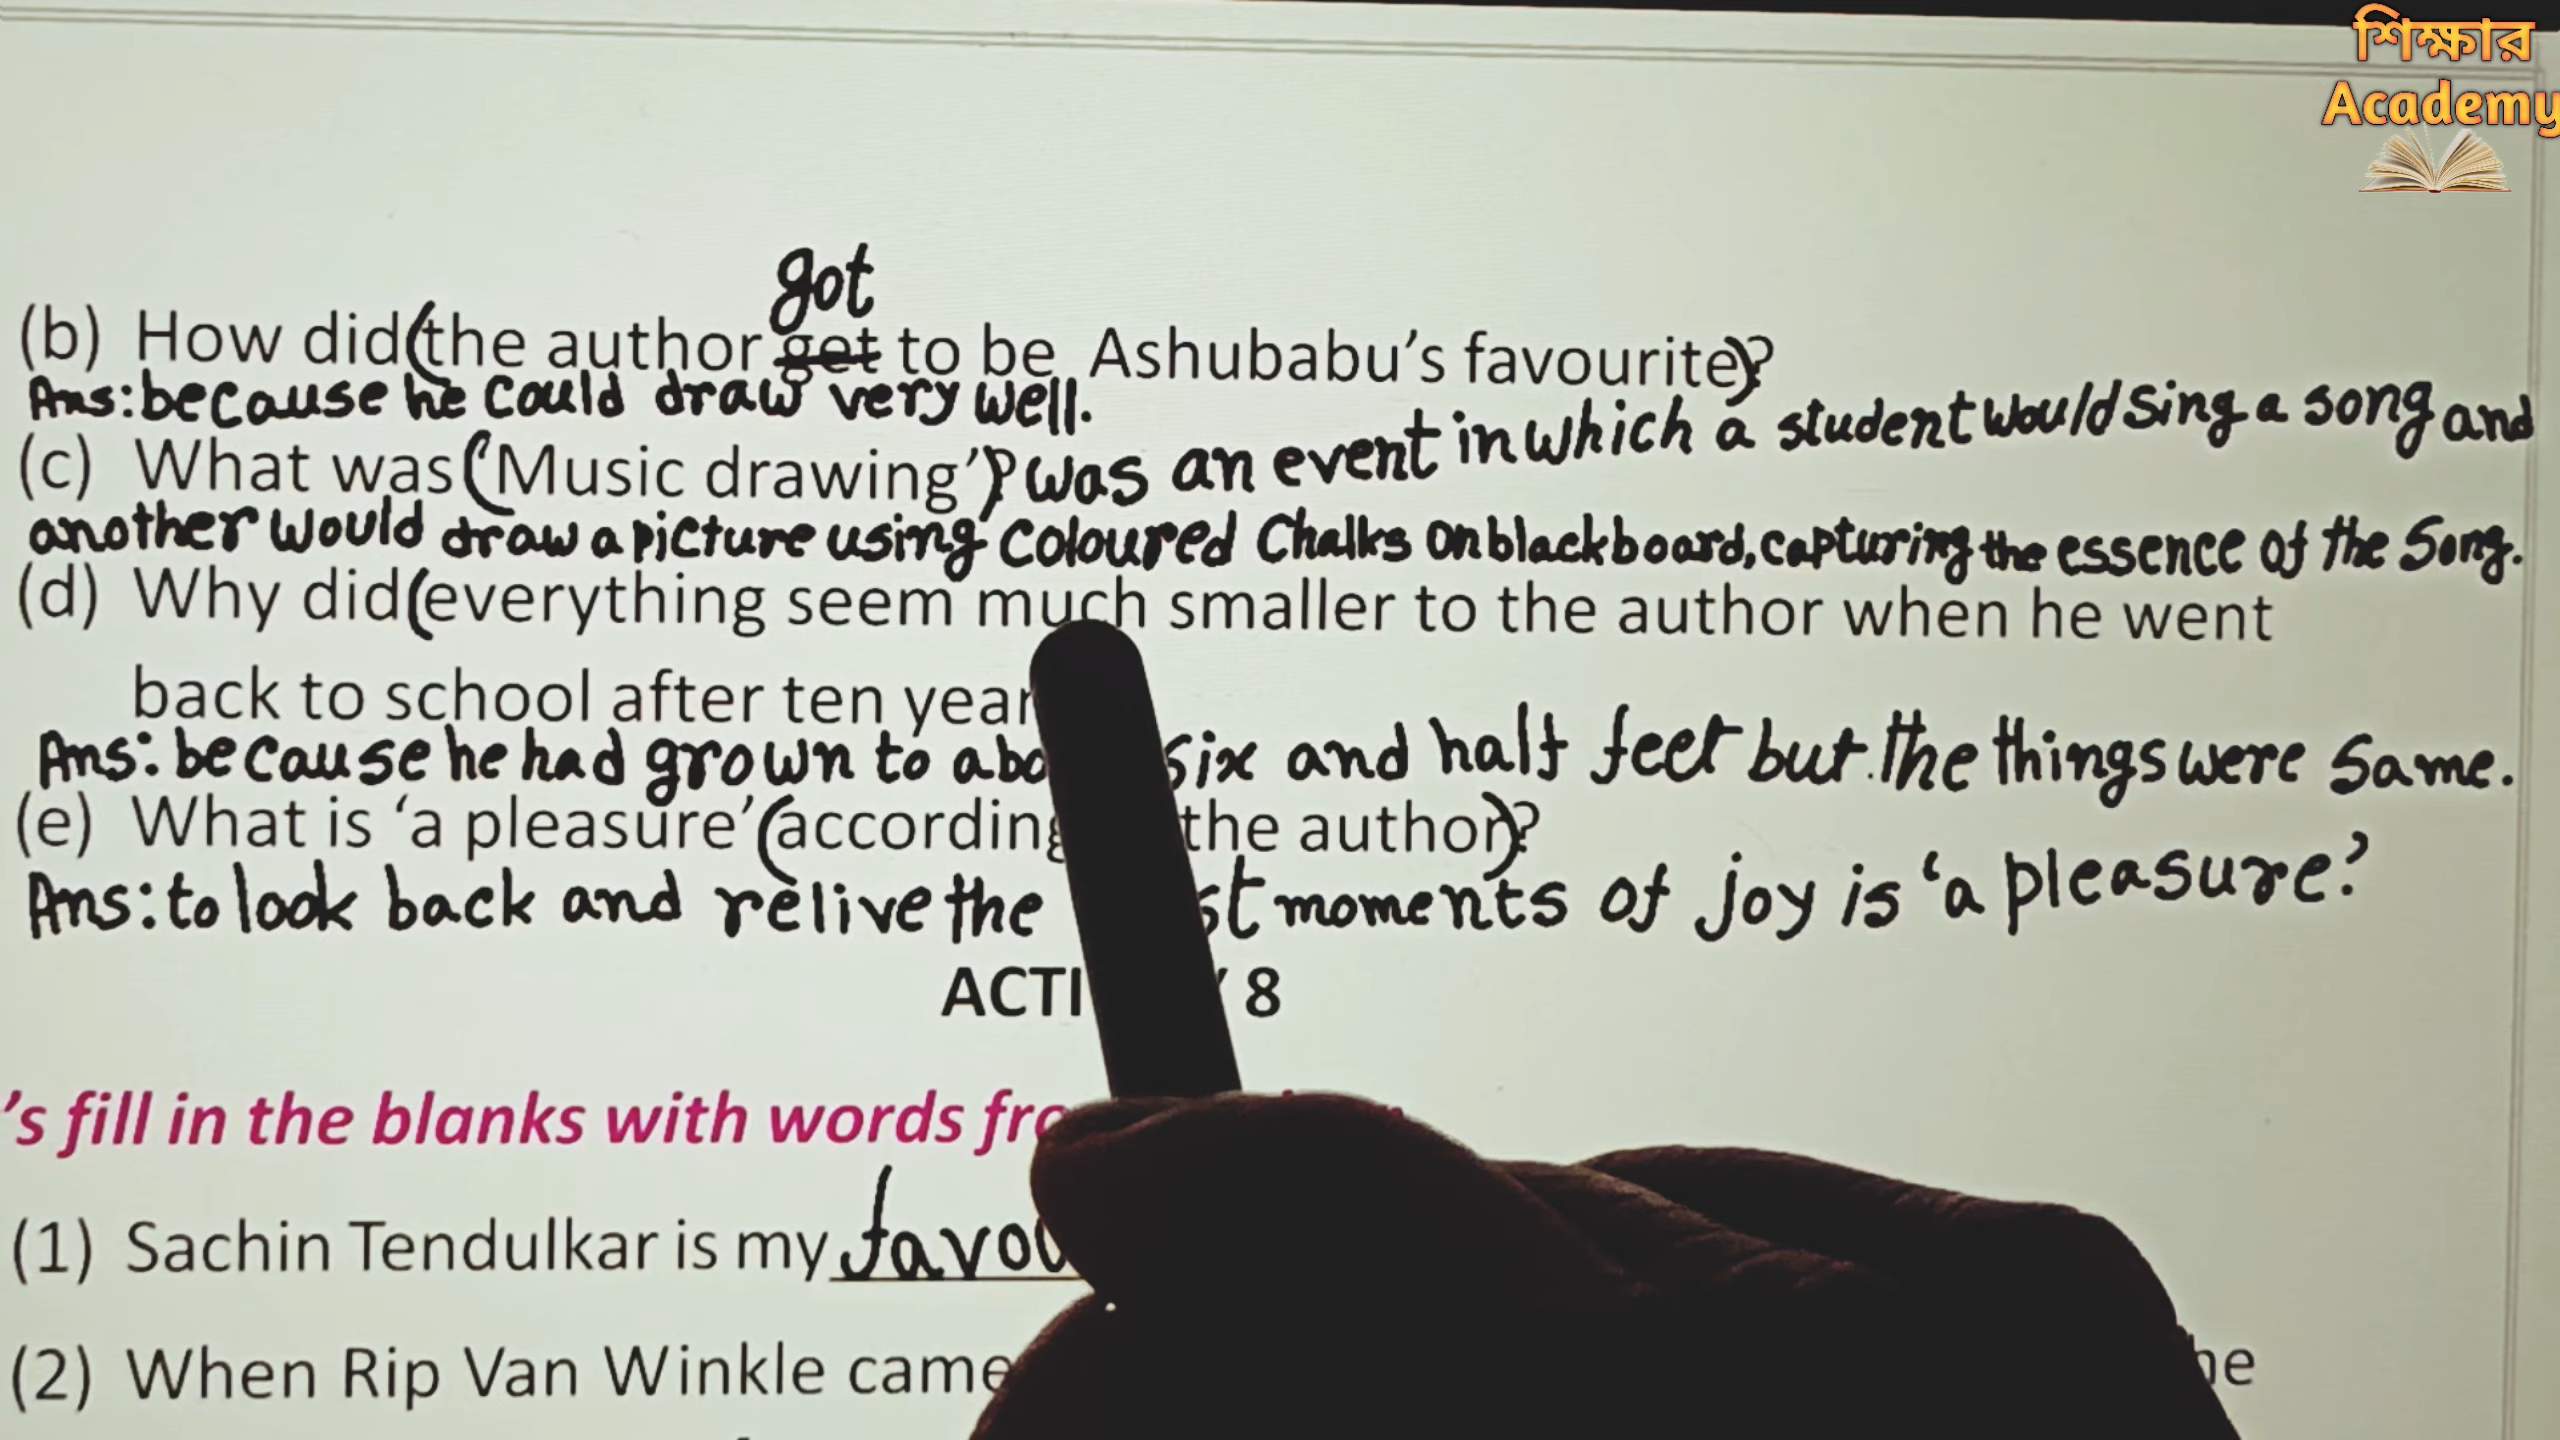 শিক্ষার
Academy
got
(b) How did (the author get to be Ashubabu's favourite)?
Ans: because he could draw very well.
(c) What was ('Music drawing')? was an event in which a student would sing a song and
another would draw a picture using coloured chalks on blackboard, capturing the essence of the song.
(d) Why did (everything seem much smaller to the author when he went
back to school after ten
Ans: because he had grown to six and half feet but the things were same.
(e) What is 'a pleasure' (according the author)?
Ans: to look back and relive the moments of joy is 'a pleasure'.
8
's fill in the blanks with words
(1) Sachin Tendulkar is my
(2) When Rip Van Winkle came